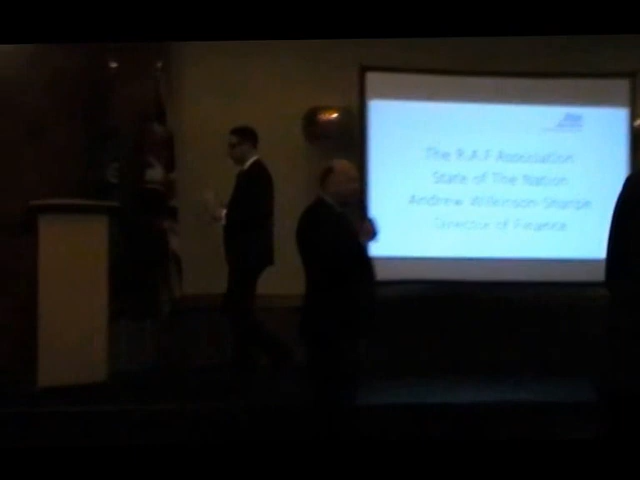 The R.A.F Association
State of The Nation
Andrew Wilkinson-Sharpe
Director of Finance